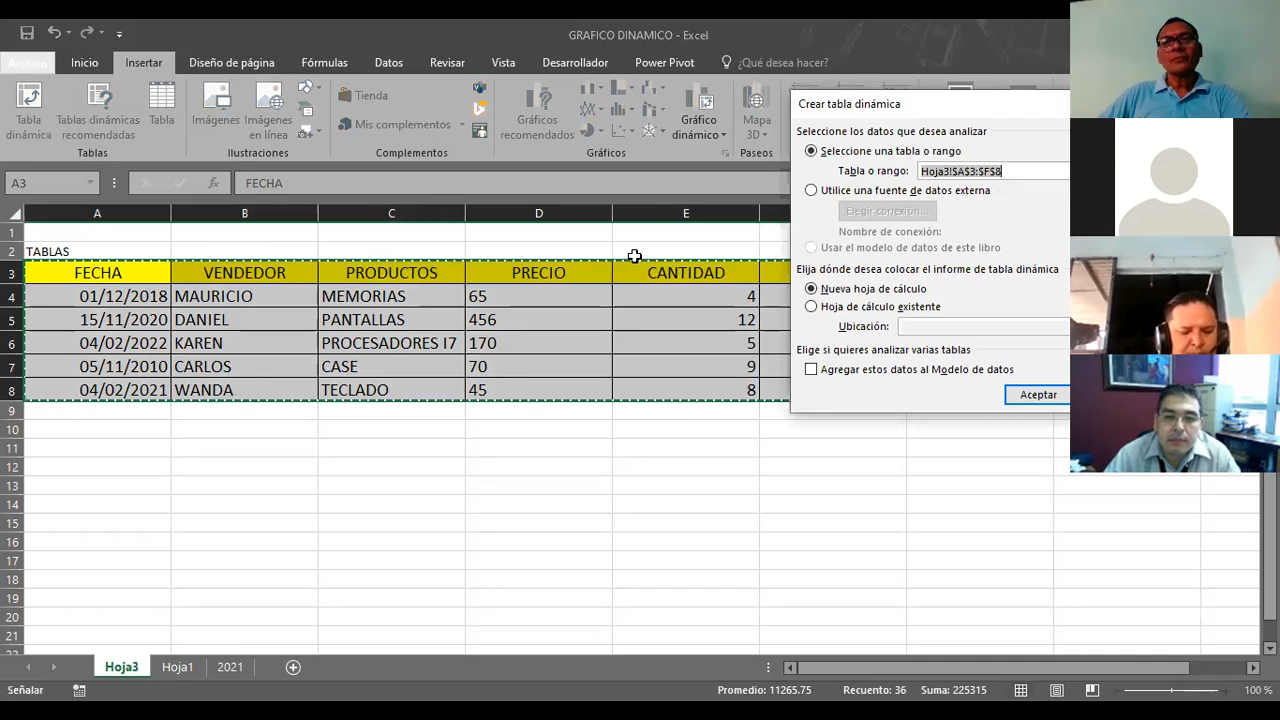 GRAFICO DINAMICO - Excel
Archivo Inicio Insertar Diseño de página Fórmulas Datos Revisar Vista Desarrollador Power Pivot ¿Qué desea hacer?
Tabla dinámica
Tablas dinámicas recomendadas
Tabla
Tablas
Imágenes
Imágenes en línea
Ilustraciones
Tienda
Mis complementos
Complementos
Gráficos recomendados
Gráfico dinámico
Gráficos
Mapa 3D
Paseos
A3 fx FECHA
A B C D E
1
2 TABLAS
3 FECHA VENDEDOR PRODUCTOS PRECIO CANTIDAD
4 01/12/2018 MAURICIO MEMORIAS 65 4
5 15/11/2020 DANIEL PANTALLAS 456 12
6 04/02/2022 KAREN PROCESADORES I7 170 5
7 05/11/2010 CARLOS CASE 70 9
8 04/02/2021 WANDA TECLADO 45 8
9
10
11
12
13
14
15
16
17
18
19
20
21
Crear tabla dinámica
Seleccione los datos que desea analizar
Seleccione una tabla o rango
Tabla o rango: Hoja3!$A$3:$F$8
Utilice una fuente de datos externa
Elegir conexión...
Nombre de conexión:
Usar el modelo de datos de este libro
Elija dónde desea colocar el informe de tabla dinámica
Nueva hoja de cálculo
Hoja de cálculo existente
Ubicación:
Elige si quieres analizar varias tablas
Agregar estos datos al Modelo de datos
Aceptar
Hoja3 Hoja1 2021
Señalar Promedio: 11265.75 Recuento: 36 Suma: 225315 100 %